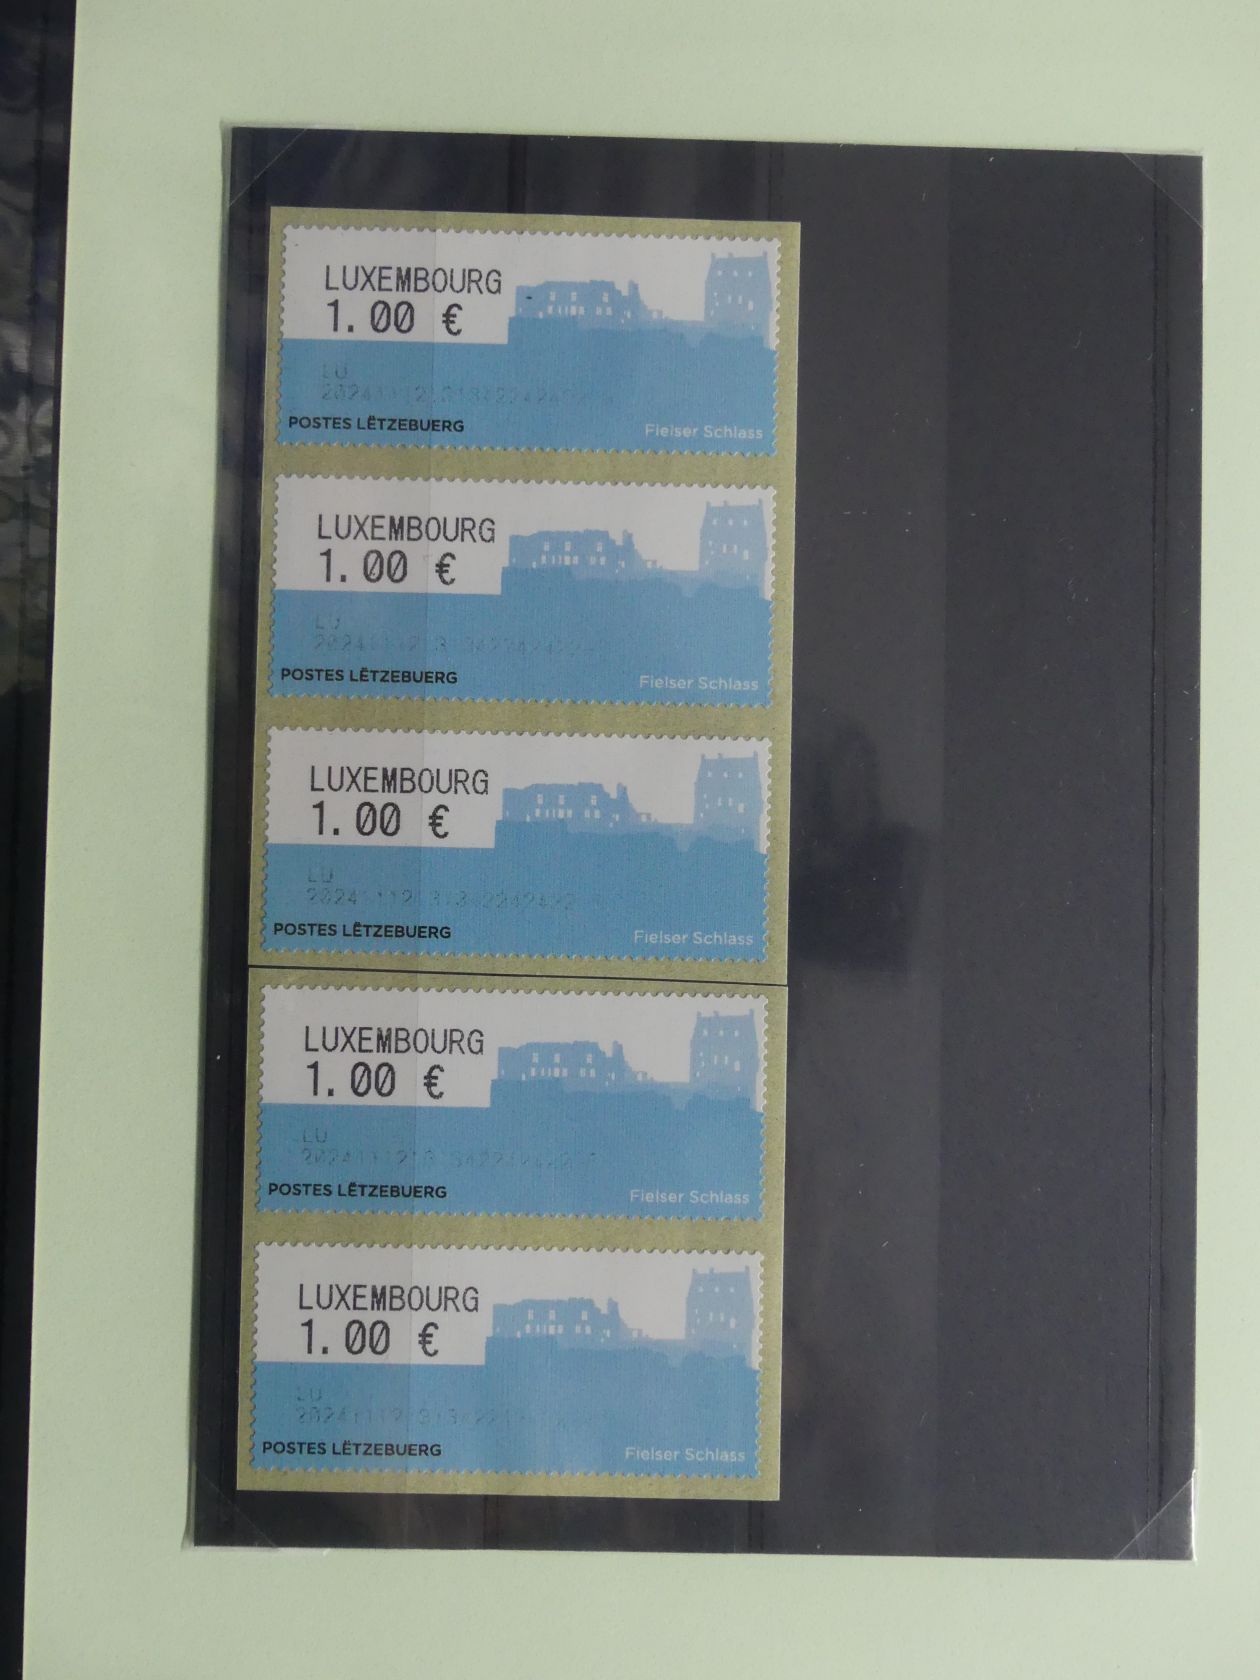 LUXEMBOURG
1.00 €
LU
POSTES LËTZEBUERG
Fielser Schlass
LUXEMBOURG
1.00 €
LU
POSTES LËTZEBUERG
Fielser Schlass
LUXEMBOURG
1.00 €
LU
POSTES LËTZEBUERG
Fielser Schlass
LUXEMBOURG
1.00 €
LU
POSTES LËTZEBUERG
Fielser Schlass
LUXEMBOURG
1.00 €
LU
POSTES LËTZEBUERG
Fielser Schlass